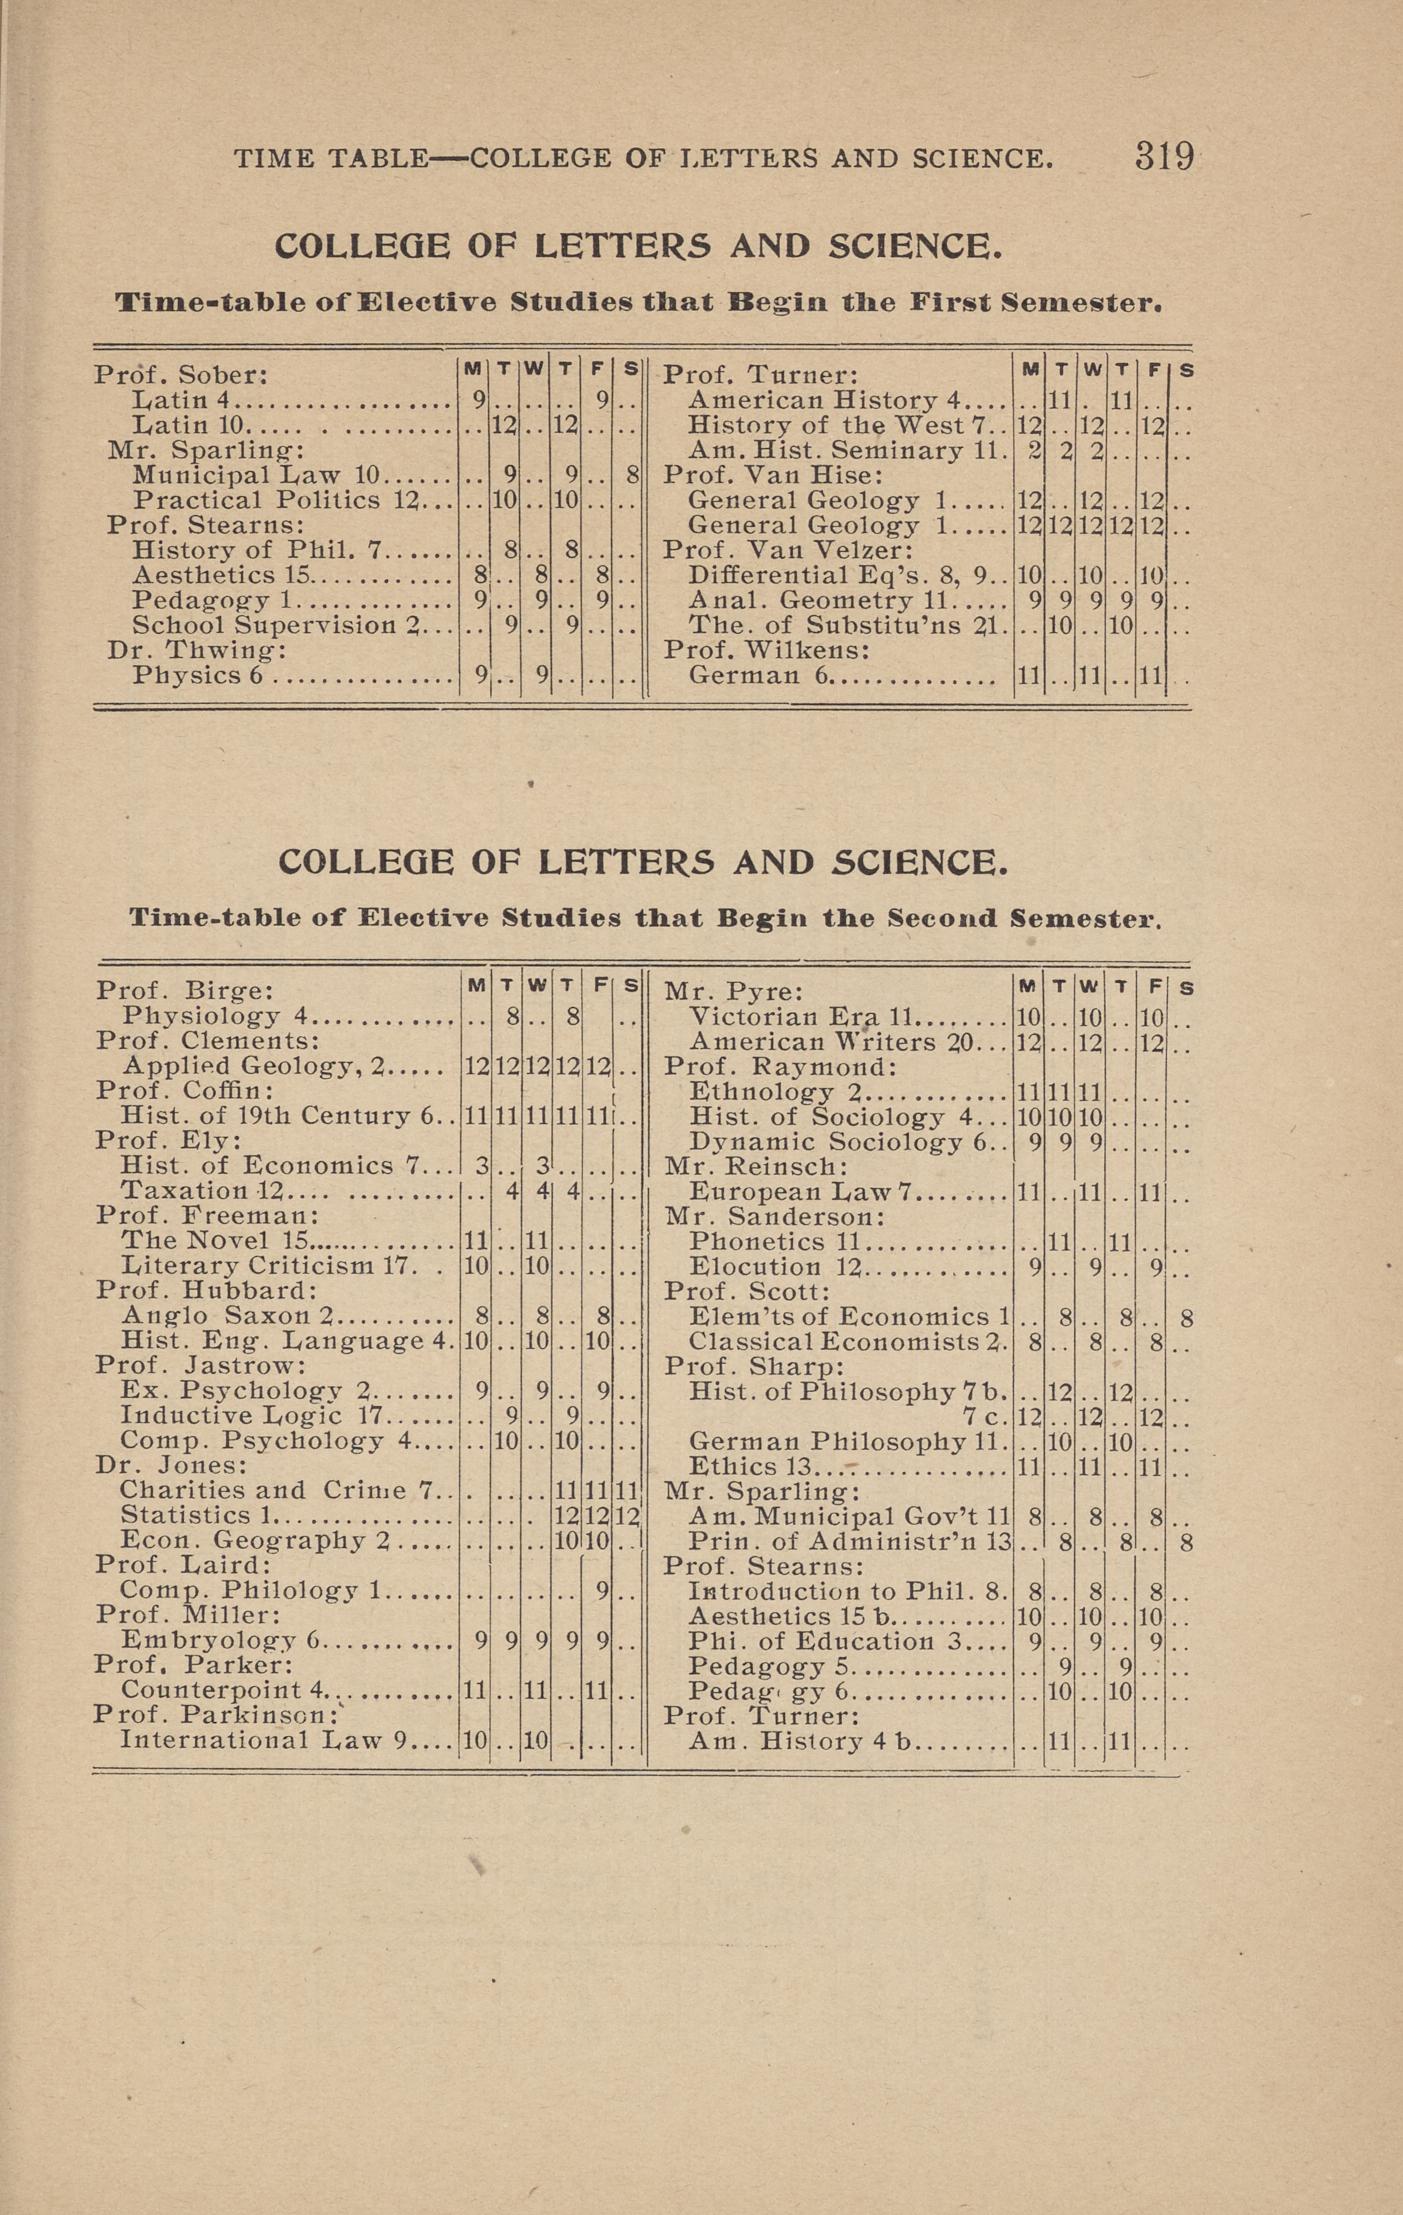 TIME TABLE—COLLEGE OF LETTERS AND SCIENCE. 319
COLLEGE OF LETTERS AND SCIENCE.
Time-table of Elective Studies that Begin the First Semester.
M T W T F S
Prof. Sober:
Latin 4.................. 9 .. .. .. 9 ..
Latin 10..... . ......... .. 12 .. 12 .. ..
Mr. Sparling:
Municipal Law 10...... .. 9 .. 9 .. 8
Practical Politics 12... .. 10 .. 10 .. ..
Prof. Stearns:
History of Phil. 7...... .. 8 .. 8 .. ..
Aesthetics 15............ 8 .. 8 .. 8 ..
Pedagogy 1............. 9 .. 9 .. 9 ..
School Supervision 2... .. 9 .. 9 .. ..
Dr. Thwing:
Physics 6 ............... 9 .. 9 .. .. ..
M T W T F S
Prof. Turner:
American History 4.... .. 11 . 11 .. ..
History of the West 7.. 12 .. 12 .. 12 ..
Am. Hist. Seminary 11. 2 2 2 .. .. ..
Prof. Van Hise:
General Geology 1..... 12 .. 12 .. 12 ..
General Geology 1..... 12 12 12 12 12 ..
Prof. Van Velzer:
Differential Eq's. 8, 9.. 10 .. 10 .. 10 ..
Anal. Geometry 11..... 9 9 9 9 9 ..
The. of Substitu'ns 21. .. 10 .. 10 .. ..
Prof. Wilkens:
German 6.............. 11 .. 11 .. 11 ..
COLLEGE OF LETTERS AND SCIENCE.
Time-table of Elective Studies that Begin the Second Semester.
M T W T F S
Prof. Birge:
Physiology 4............ .. 8 .. 8 ..
Prof. Clements:
Applied Geology, 2..... 12 12 12 12 12 ..
Prof. Coffin:
Hist. of 19th Century 6.. 11 11 11 11 11 ..
Prof. Ely:
Hist. of Economics 7... 3 .. 3 .. .. ..
Taxation 12.... ......... .. 4 4 4 .. ..
Prof. Freeman:
The Novel 15............. 11 .. 11 .. .. ..
Literary Criticism 17. . 10 .. 10 .. .. ..
Prof. Hubbard:
Anglo Saxon 2.......... 8 .. 8 .. 8 ..
Hist. Eng. Language 4. 10 .. 10 .. 10 ..
Prof. Jastrow:
Ex. Psychology 2....... 9 .. 9 .. 9 ..
Inductive Logic 17...... .. 9 .. 9 .. ..
Comp. Psychology 4.... .. 10 .. 10 .. ..
Dr. Jones:
Charities and Crime 7.. . .. .. 11 11 11
Statistics 1............... .. .. . 12 12 12
Econ. Geography 2 ..... .. .. .. 10 10 ..
Prof. Laird:
Comp. Philology 1...... .. .. .. .. 9 ..
Prof. Miller:
Embryology 6........... 9 9 9 9 9 ..
Prof. Parker:
Counterpoint 4........... 11 .. 11 .. 11 ..
Prof. Parkinson:
International Law 9.... 10 .. 10 . .. ..
M T W T F S
Mr. Pyre:
Victorian Era 11........ 10 .. 10 .. 10 ..
American Writers 20... 12 .. 12 .. 12 ..
Prof. Raymond:
Ethnology 2............ 11 11 11 .. .. ..
Hist. of Sociology 4... 10 10 10 .. .. ..
Dynamic Sociology 6.. 9 9 9 .. .. ..
Mr. Reinsch:
European Law 7........ 11 .. 11 .. 11 ..
Mr. Sanderson:
Phonetics 11............ .. 11 .. 11 .. ..
Elocution 12............ 9 .. 9 .. 9 ..
Prof. Scott:
Elem'ts of Economics 1 .. 8 .. 8 .. 8
Classical Economists 2. 8 .. 8 .. 8 ..
Prof. Sharp:
Hist. of Philosophy 7 b. .. 12 .. 12 .. ..
7 c. 12 .. 12 .. 12 ..
German Philosophy 11. .. 10 .. 10 .. ..
Ethics 13................ 11 .. 11 .. 11 ..
Mr. Sparling:
Am. Municipal Gov't 11 8 .. 8 .. 8 ..
Prin. of Administr'n 13 .. 8 .. 8 .. 8
Prof. Stearns:
Introduction to Phil. 8. 8 .. 8 .. 8 ..
Aesthetics 15 b.......... 10 .. 10 .. 10 ..
Phi. of Education 3.... 9 .. 9 .. 9 ..
Pedagogy 5............. .. 9 .. 9 .. ..
Pedag gy 6............. .. 10 .. 10 .. ..
Prof. Turner:
Am. History 4 b........ .. 11 .. 11 .. ..